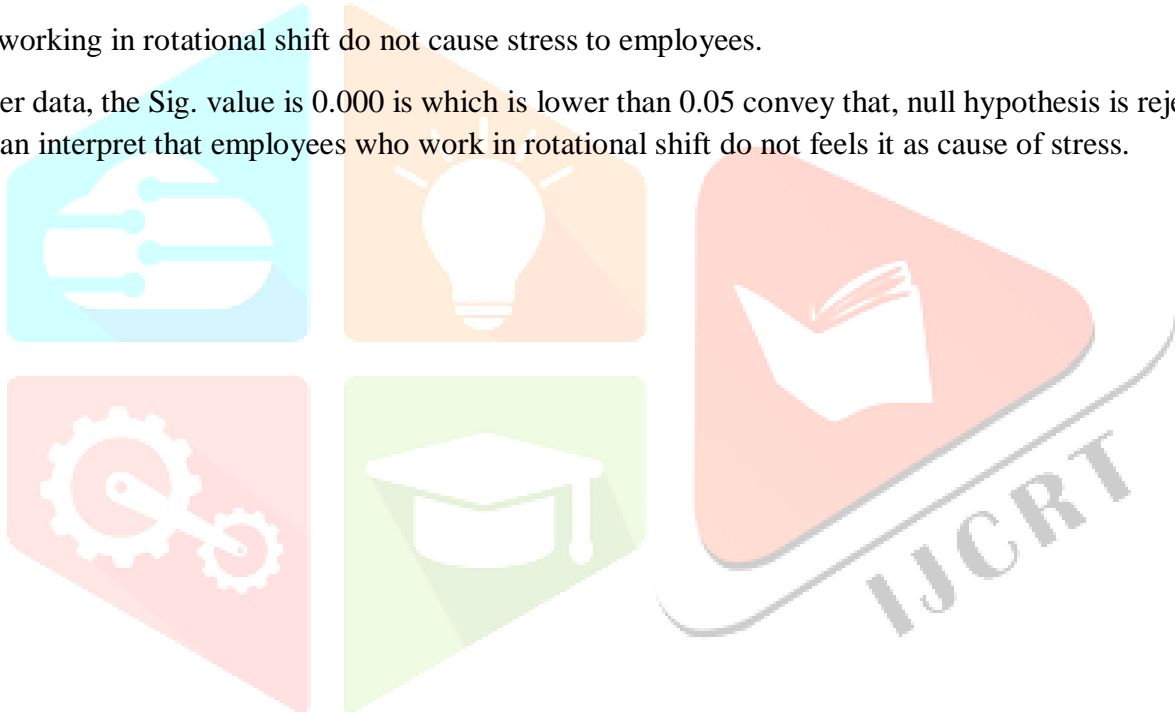 working in rotational shift do not cause stress to employees.
er data, the Sig. value is 0.000 is which is lower than 0.05 convey that, null hypothesis is reje
an interpret that employees who work in rotational shift do not feels it as cause of stress.
IJCRT